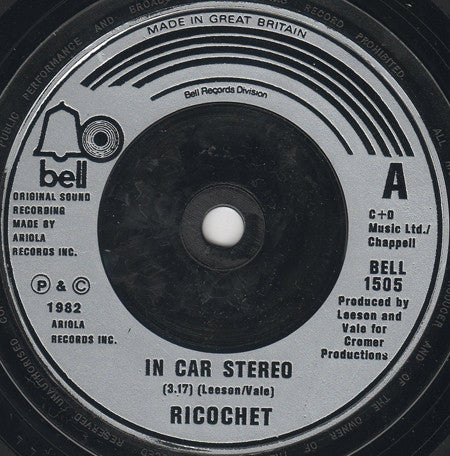 MADE IN GREAT BRITAIN
Bell Records Division
bell
ORIGINAL SOUND
RECORDING
MADE BY
ARIOLA
RECORDS INC.
Ⓟ & ©
1982
ARIOLA
RECORDS INC.
A
C+D
Music Ltd./
Chappell
BELL
1505
Produced by
Leeson and
Vale for
Cromer
Productions
IN CAR STEREO
(3.17) (Leeson/Vale)
RICOCHET